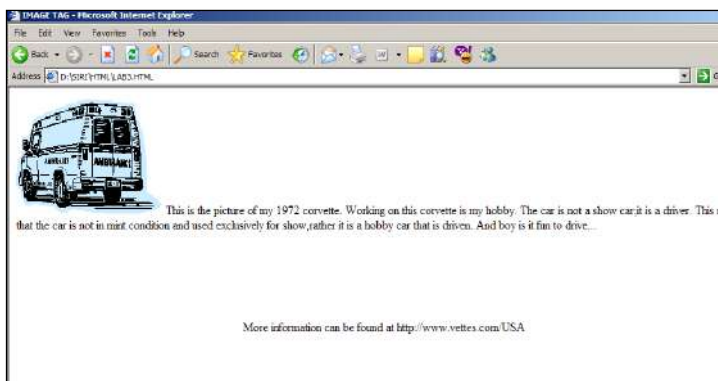 IMAGE TAG - Microsoft Internet Explorer
File Edit View Favorites Tools Help
Back Search Favorites
Address D:\SIRI\HTML\LAB3.HTML
AMBULANCE
This is the picture of my 1972 corvette. Working on this corvette is my hobby. The car is not a show car,it is a driver. This
that the car is not in mint condition and used exclusively for show,rather it is a hobby car that is driven. And boy is it fun to drive...
More information can be found at http://www.vettes.com/USA